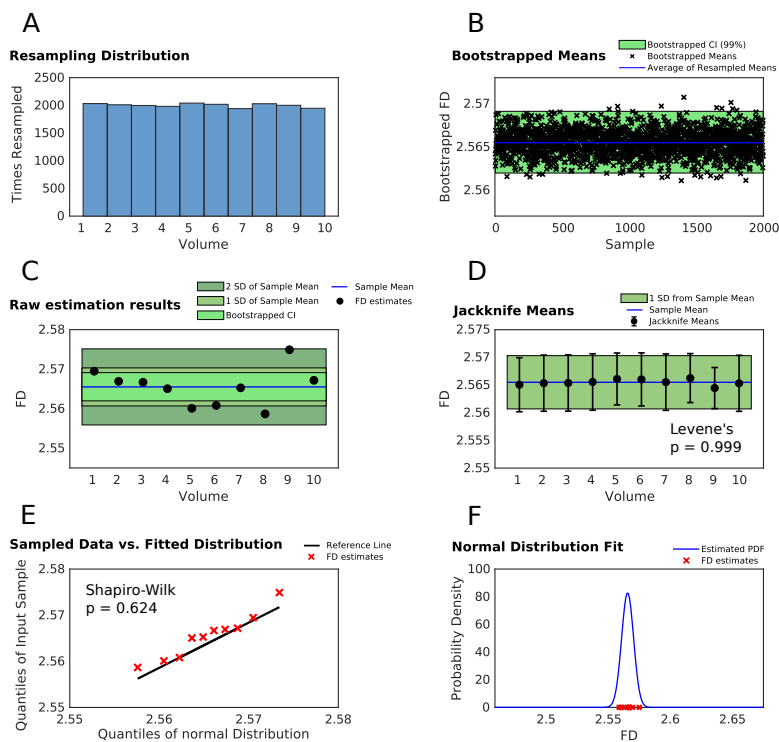 A
Resampling Distribution
2500
2000
1500
1000
500
0
Times Resampled
1 2 3 4 5 6 7 8 9 10
Volume
B
Bootstrapped Means
Bootstrapped CI (99%)
Bootstrapped Means
Average of Resampled Means
2.57
2.565
2.56
Bootstrapped FD
0 500 1000 1500 2000
Sample
C
Raw estimation results
2 SD of Sample Mean
1 SD of Sample Mean
Bootstrapped CI
Sample Mean
FD estimates
2.58
2.57
2.56
2.55
FD
1 2 3 4 5 6 7 8 9 10
Volume
D
Jackknife Means
1 SD from Sample Mean
Sample Mean
Jackknife Means
2.575
2.57
2.565
2.56
2.555
2.55
FD
Levene's
p = 0.999
1 2 3 4 5 6 7 8 9 10
Volume
E
Sampled Data vs. Fitted Distribution
Reference Line
FD estimates
2.58
2.57
2.56
2.55
Quantiles of Input Sample
Shapiro-Wilk
p = 0.624
2.55 2.56 2.57 2.58
Quantiles of normal Distribution
F
Normal Distribution Fit
Estimated PDF
FD estimates
100
80
60
40
20
0
Probability Density
2.5 2.55 2.6 2.65
FD